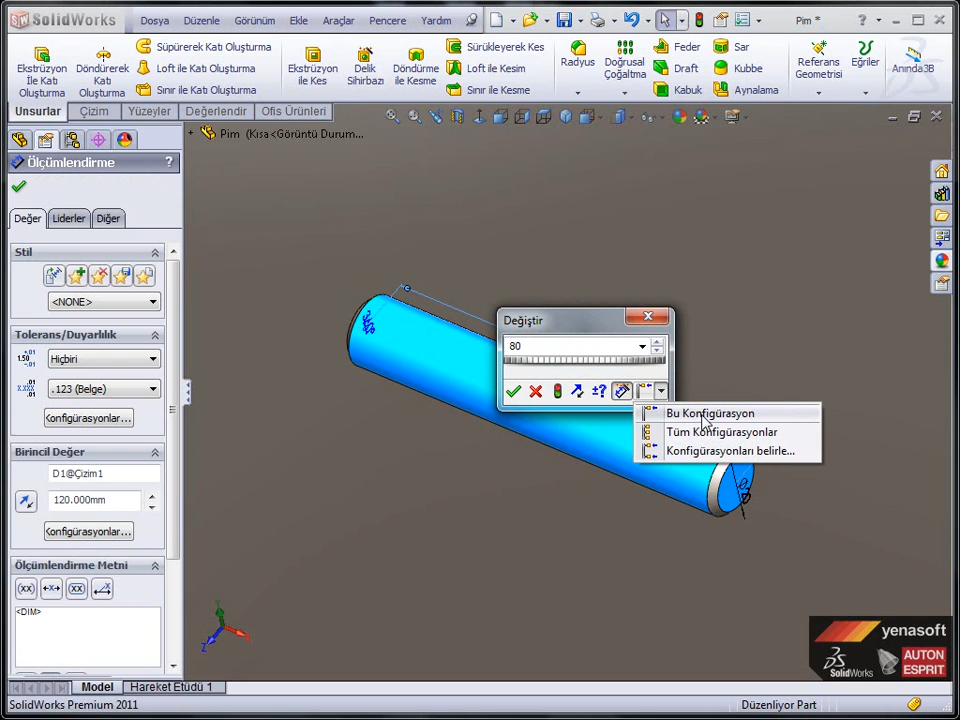 SolidWorks
Dosya Düzenle Görünüm Ekle Araçlar Pencere Yardım
Pim *
Ekstrüzyon İle Katı Oluşturma
Döndürerek Katı Oluşturma
Süpürerek Katı Oluşturma
Loft ile Katı Oluşturma
Sınır ile Katı Oluşturma
Ekstrüzyon ile Kes
Delik Sihirbazı
Döndürme ile Kesme
Sürükleyerek Kes
Loft ile Kesim
Sınır ile Kesme
Radyus
Doğrusal Çoğaltma
Feder
Draft
Kabuk
Sar
Kubbe
Aynalama
Referans Geometrisi
Eğriler
Anında3B
Unsurlar Çizim Yüzeyler Değerlendir Ofis Ürünleri
Pim (Kısa<Görüntü Durum...
Ölçümlendirme ?
Değer Liderler Diğer
Stil
<NONE>
Tolerans/Duyarlılık
Hiçbiri
.123 (Belge)
Konfigürasyonlar...
Birincil Değer
D1@Çizim1
120.000mm
Konfigürasyonlar...
Ölçümlendirme Metni
<DIM>
Değiştir
80
Bu Konfigürasyon
Tüm Konfigürasyonlar
Konfigürasyonları belirle...
yenasoft
SolidWorks
AUTON
ESPRIT
Model Hareket Etüdü 1
SolidWorks Premium 2011
Düzenliyor Part